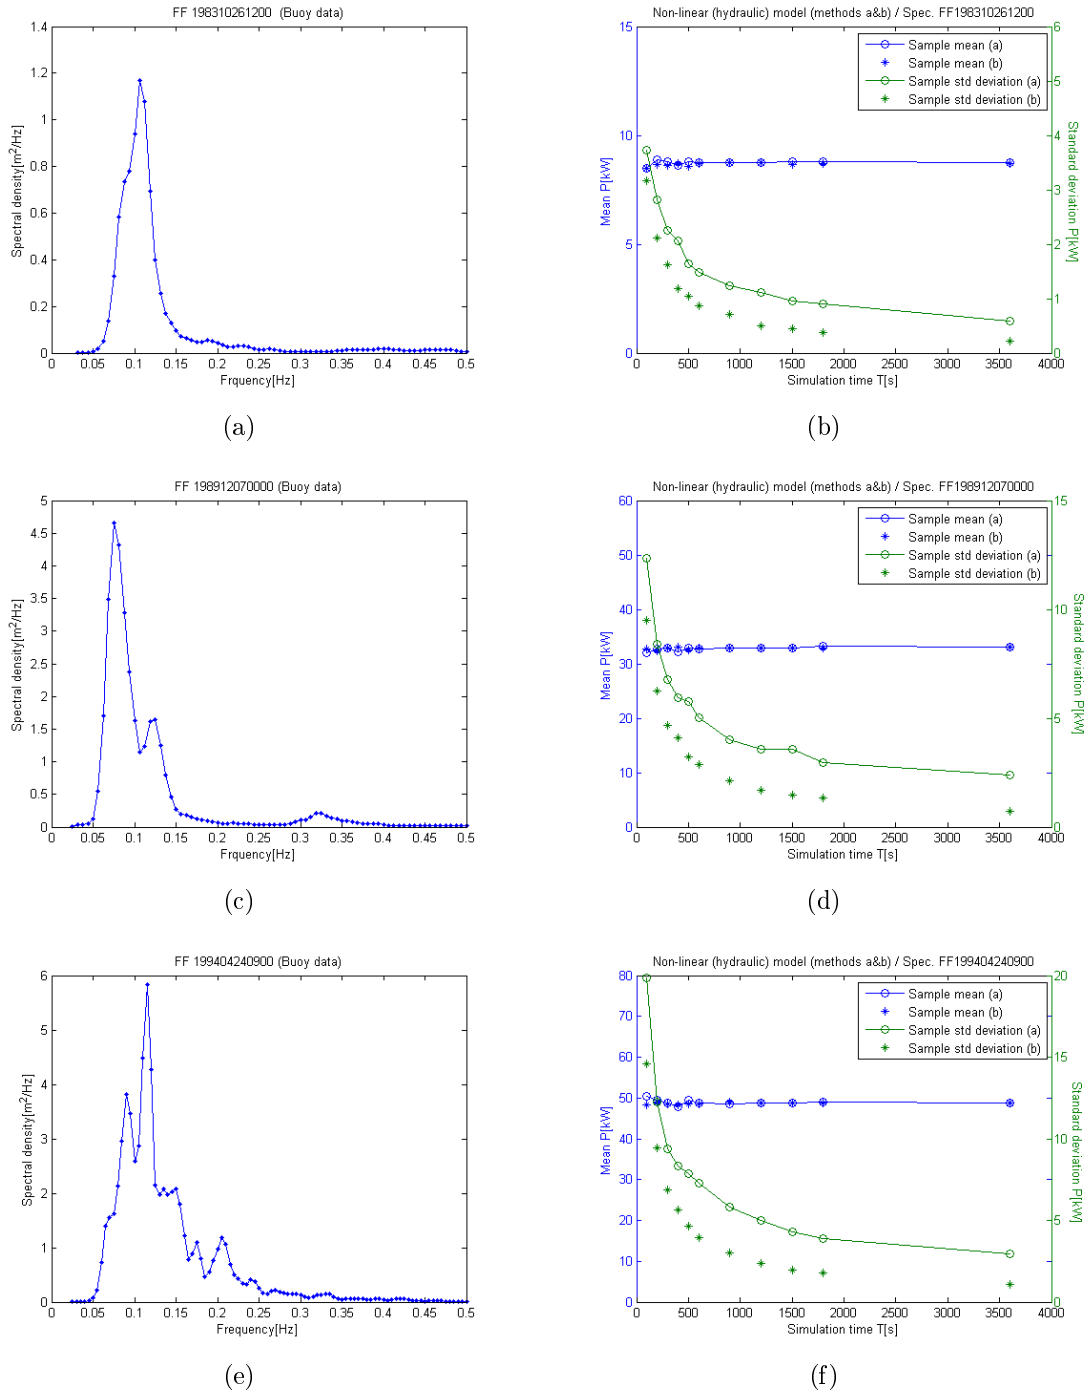 FF 198310261200 (Buoy data)
1.4
1.2
1
0.8
0.6
0.4
0.2
0
Spectral density[m²/Hz]
0 0.05 0.1 0.15 0.2 0.25 0.3 0.35 0.4 0.45 0.5
Frquency[Hz]
(a)
Non-linear (hydraulic) model (methods a&b) / Spec. FF198310261200
15
10
5
0
Mean P[kW]
Sample mean (a)
Sample mean (b)
Sample std deviation (a)
Sample std deviation (b)
6
5
4
3
2
1
0
Standard deviation P[kW]
0 500 1000 1500 2000 2500 3000 3500 4000
Simulation time T[s]
(b)
FF 198912070000 (Buoy data)
5
4.5
4
3.5
3
2.5
2
1.5
1
0.5
0
Spectral density[m²/Hz]
0 0.05 0.1 0.15 0.2 0.25 0.3 0.35 0.4 0.45 0.5
Frquency[Hz]
(c)
Non-linear (hydraulic) model (methods a&b) / Spec. FF198912070000
60
50
40
30
20
10
0
Mean P[kW]
Sample mean (a)
Sample mean (b)
Sample std deviation (a)
Sample std deviation (b)
15
10
5
0
Standard deviation P[kW]
0 500 1000 1500 2000 2500 3000 3500 4000
Simulation time T[s]
(d)
FF 199404240900 (Buoy data)
6
5
4
3
2
1
0
Spectral density[m²/Hz]
0 0.05 0.1 0.15 0.2 0.25 0.3 0.35 0.4 0.45 0.5
Frequency[Hz]
(e)
Non-linear (hydraulic) model (methods a&b) / Spec. FF199404240900
80
70
60
50
40
30
20
10
0
Mean P[kW]
Sample mean (a)
Sample mean (b)
Sample std deviation (a)
Sample std deviation (b)
20
15
10
5
0
Standard deviation P[kW]
0 500 1000 1500 2000 2500 3000 3500 4000
Simulation time T[s]
(f)